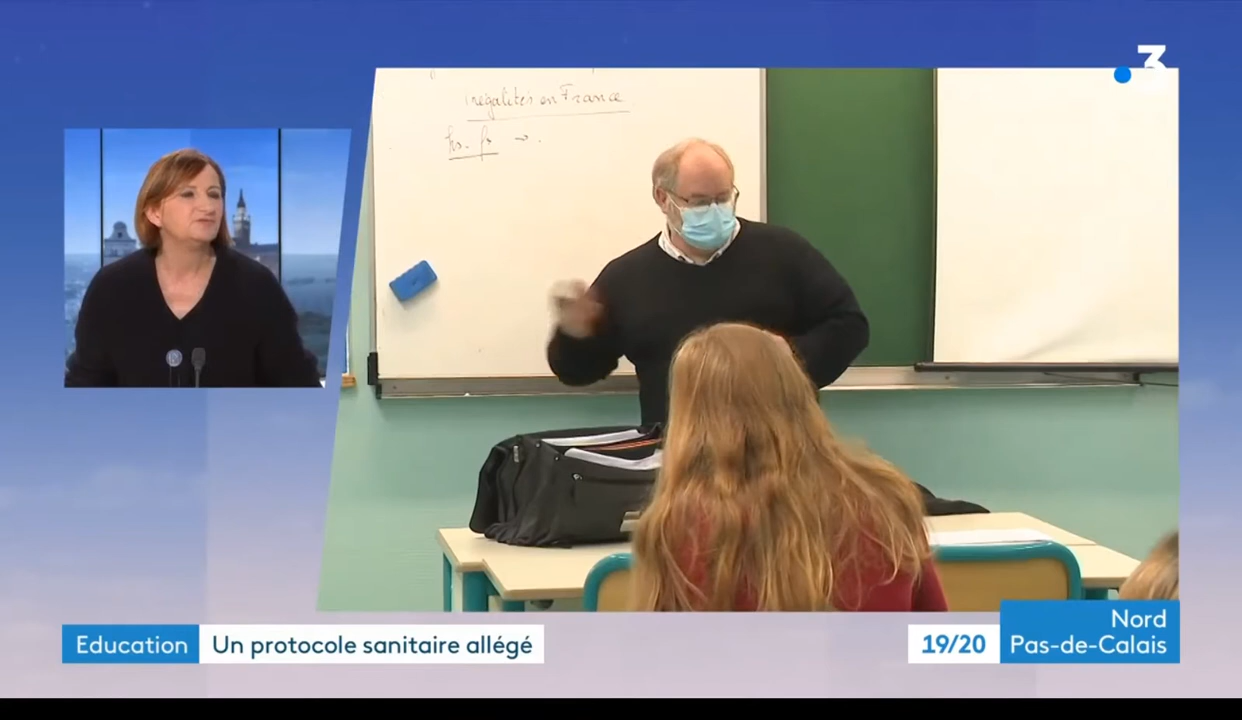 3
inégalités en France
Education
Un protocole sanitaire allégé
19/20
Nord
Pas-de-Calais